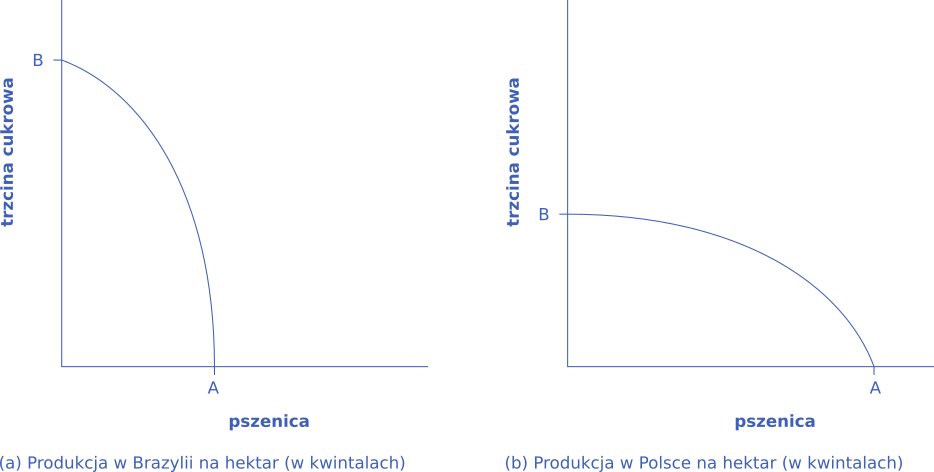 B
trzcina cukrowa
A
pszenica
(a) Produkcja w Brazylii na hektar (w kwintalach)
B
trzcina cukrowa
A
pszenica
(b) Produkcja w Polsce na hektar (w kwintalach)